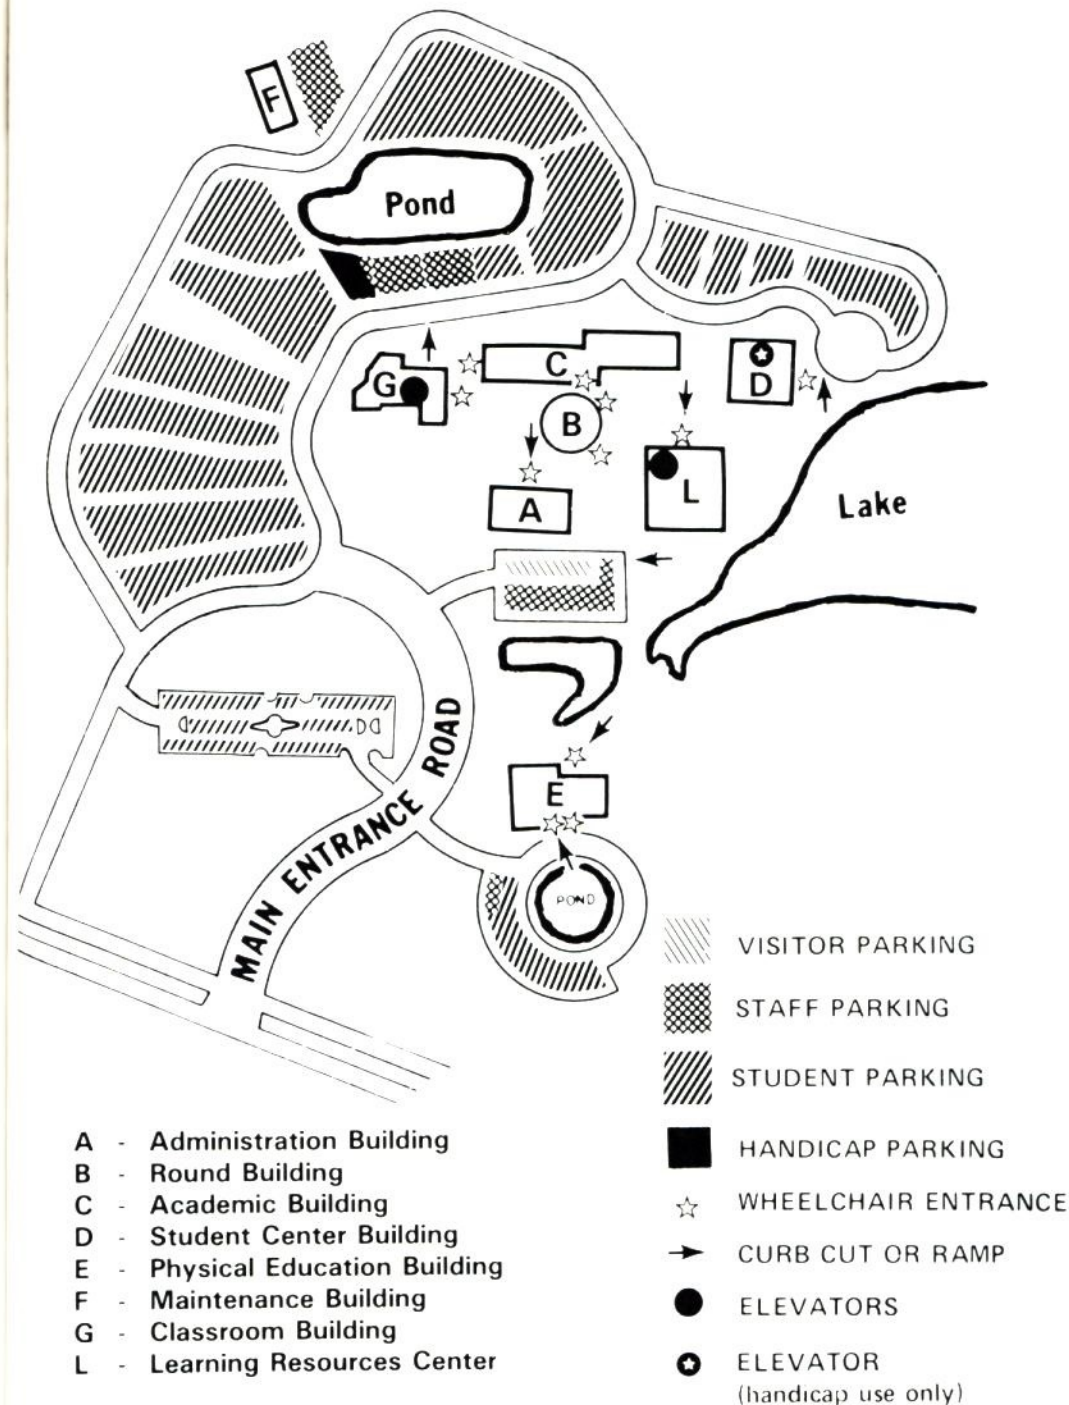 F
Pond
G
C
D
B
A
L
Lake
MAIN ENTRANCE ROAD
E
POND
VISITOR PARKING
STAFF PARKING
STUDENT PARKING
HANDICAP PARKING
WHEELCHAIR ENTRANCE
CURB CUT OR RAMP
ELEVATORS
ELEVATOR
(handicap use only)
A - Administration Building
B - Round Building
C - Academic Building
D - Student Center Building
E - Physical Education Building
F - Maintenance Building
G - Classroom Building
L - Learning Resources Center